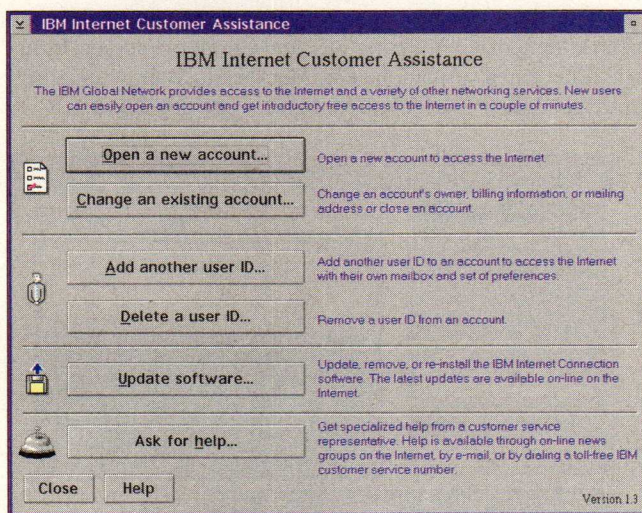 IBM Internet Customer Assistance
IBM Internet Customer Assistance
The IBM Global Network provides access to the Internet and a variety of other networking services. New users
can easily open an account and get introductory free access to the Internet in a couple of minutes.
Open a new account...
Open a new account to access the Internet.
Change an existing account...
Change an account's owner, billing information, or mailing
address or close an account.
Add another user ID...
Add another user ID to an account to access the Internet
with their own mailbox and set of preferences.
Delete a user ID...
Remove a user ID from an account.
Update software...
Update, remove, or re-install the IBM Internet Connection
software. The latest updates are available on-line on the
Internet.
Ask for help...
Get specialized help from a customer service
representative. Help is available through on-line news
groups on the Internet, by e-mail, or by dialing a toll-free IBM
customer service number.
Close
Help
Version 1.3